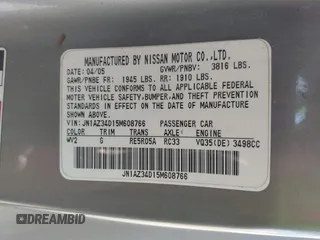 MANUFACTURED BY NISSAN MOTOR CO.,LTD.
DATE: 04/05 GVWR/PNBV: 3816 LBS.
GAWR/PNBE FR: 1945 LBS. RR: 1910 LBS.
THIS VEHICLE CONFORMS TO ALL APPLICABLE FEDERAL
MOTOR VEHICLE SAFETY,BUMPER,AND THEFT PREVENTION
STANDARDS IN EFFECT ON THE DATE OF MANUFACTURE
SHOWN ABOVE.
VIN: JN1AZ34D15M608766 PASSENGER CAR
COLOR TRIM TRANS AXLE ENGINE
WV2 G RE5R05A RC33 VQ35(DE) 3498CC
JN1AZ34D15M608766
DREAMBID